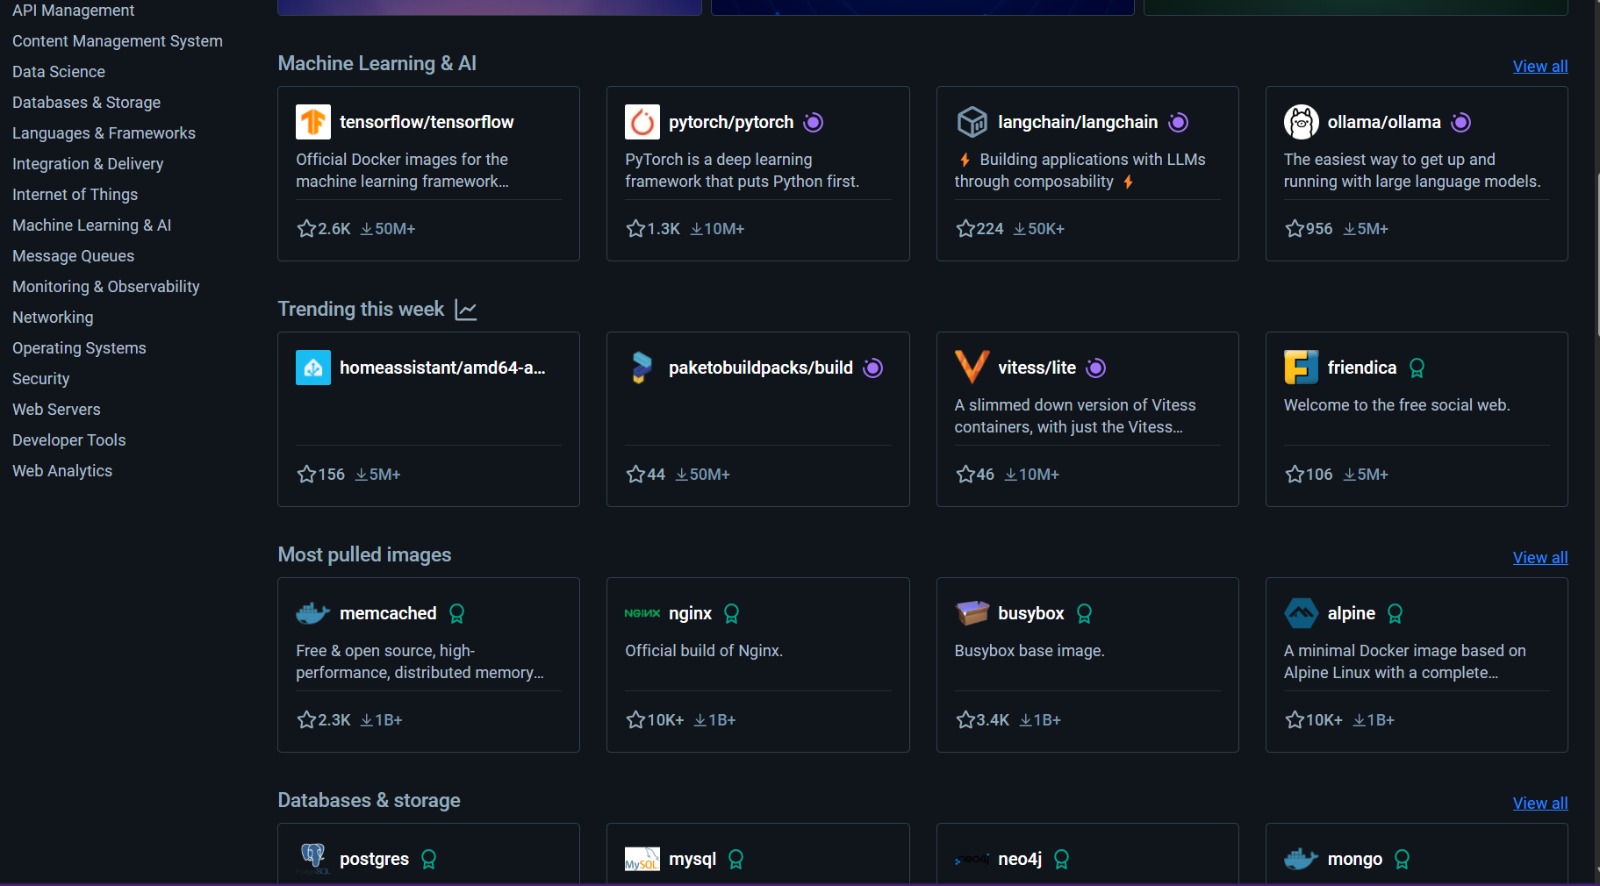 API Management
Content Management System
Data Science
Databases & Storage
Languages & Frameworks
Integration & Delivery
Internet of Things
Machine Learning & AI
Message Queues
Monitoring & Observability
Networking
Operating Systems
Security
Web Servers
Developer Tools
Web Analytics
Machine Learning & AI
View all
tensorflow/tensorflow
Official Docker images for the
machine learning framework...
2.6K 50M+
pytorch/pytorch
PyTorch is a deep learning
framework that puts Python first.
1.3K 10M+
langchain/langchain
⚡ Building applications with LLMs
through composability ⚡
224 50K+
ollama/ollama
The easiest way to get up and
running with large language models.
956 5M+
Trending this week
homeassistant/amd64-a...
156 5M+
paketobuildpacks/build
44 50M+
vitess/lite
A slimmed down version of Vitess
containers, with just the Vitess...
46 10M+
friendica
Welcome to the free social web.
106 5M+
Most pulled images
View all
memcached
Free & open source, high-
performance, distributed memory...
2.3K 1B+
NGINX nginx
Official build of Nginx.
10K+ 1B+
busybox
Busybox base image.
3.4K 1B+
alpine
A minimal Docker image based on
Alpine Linux with a complete...
10K+ 1B+
Databases & storage
View all
postgres
MySQL mysql
neo4j neo4j
mongo